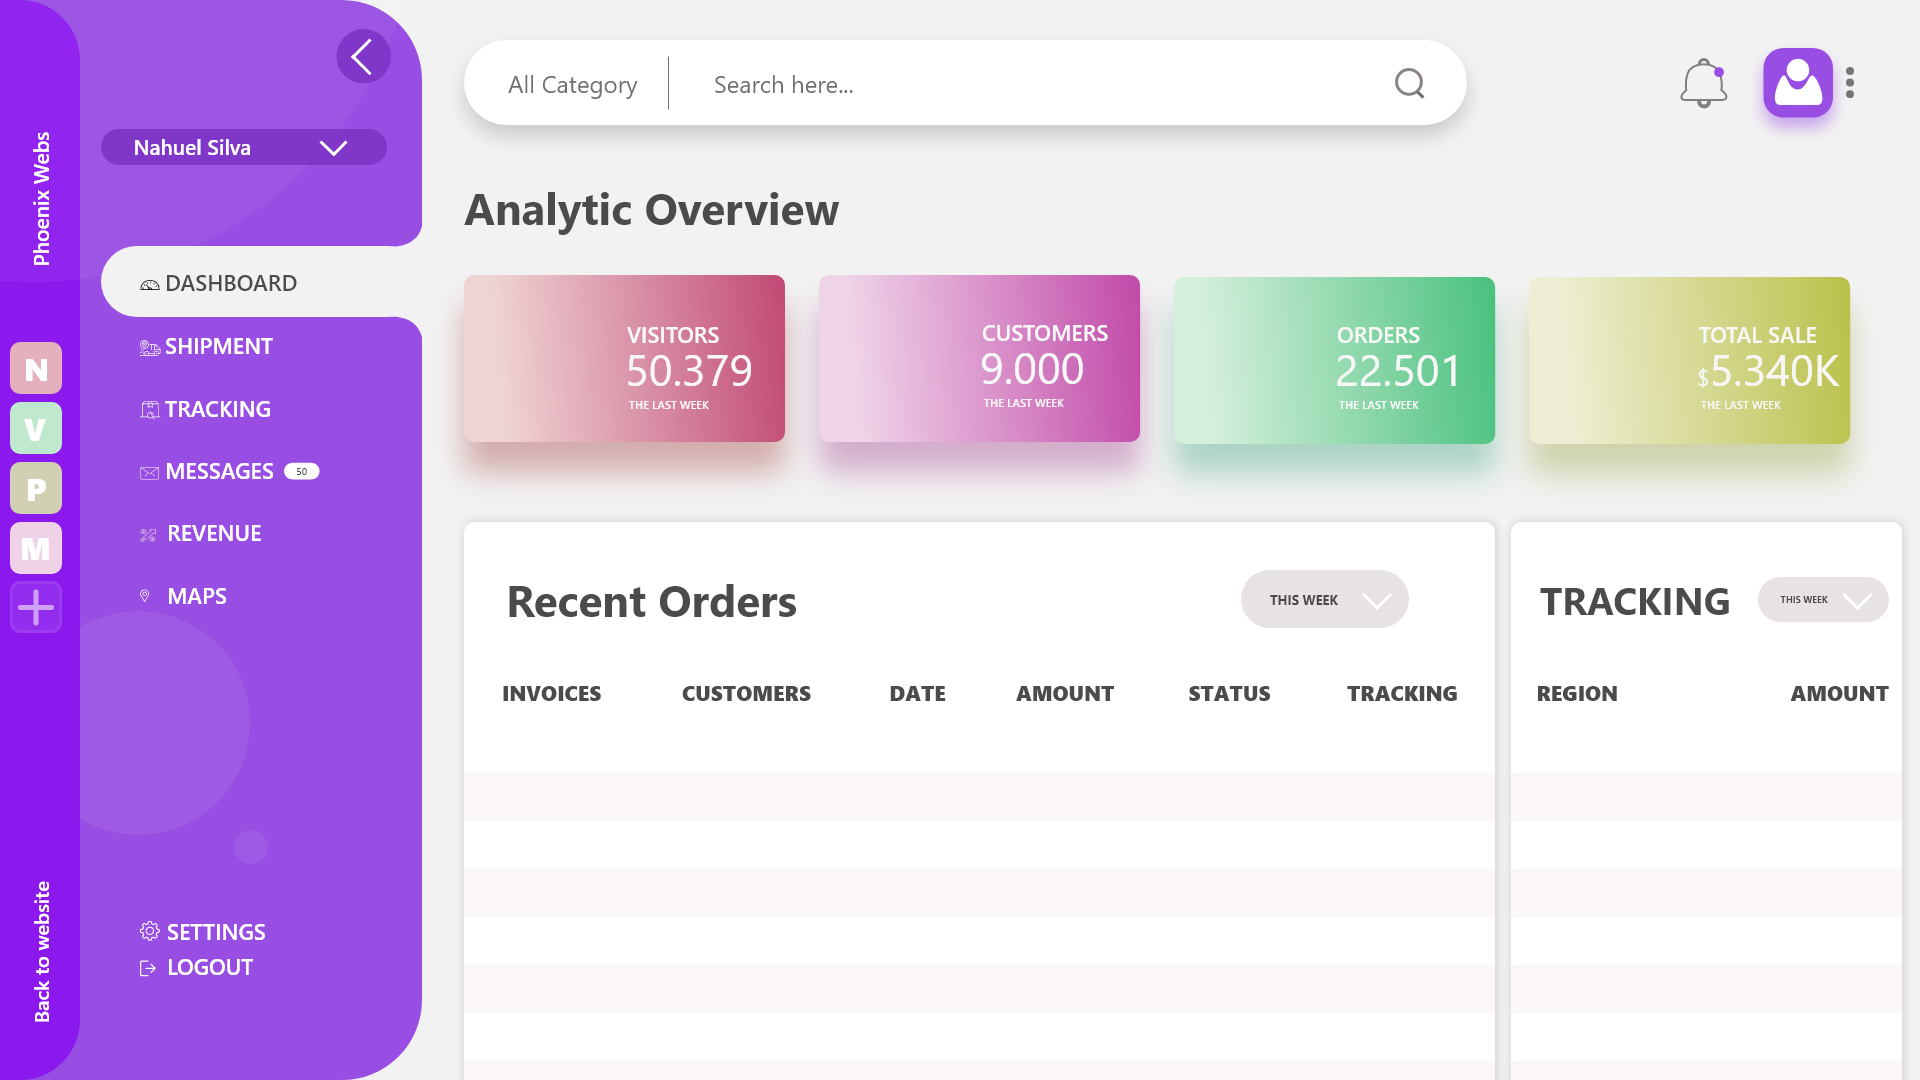 Phoenix Webs
N
V
P
M
Back to website
Nahuel Silva
DASHBOARD
SHIPMENT
TRACKING
MESSAGES 50
REVENUE
MAPS
SETTINGS
LOGOUT
All Category
Search here...
Analytic Overview
VISITORS
50.379
THE LAST WEEK
CUSTOMERS
9.000
THE LAST WEEK
ORDERS
22.501
THE LAST WEEK
TOTAL SALE
$5.340K
THE LAST WEEK
Recent Orders
THIS WEEK
INVOICES CUSTOMERS DATE AMOUNT STATUS TRACKING
TRACKING
THIS WEEK
REGION AMOUNT